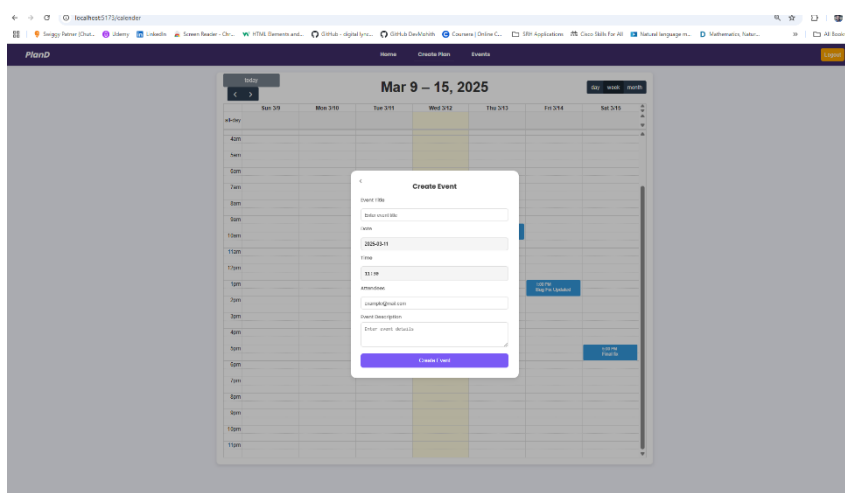 localhost:5173/calender
Swiggy Partner (Chat... Udemy LinkedIn Screen Reader - Chr... HTML Elements and... GitHub - digital lync... GitHub DevMohith Coursera | Online C... SRH Applications Cisco Skills For All Natural language m... Mathematics, Natur... All Book
PlanD Home Create Plan Events Logout
today
Mar 9 – 15, 2025
day week month
Sun 3/9 Mon 3/10 Tue 3/11 Wed 3/12 Thu 3/13 Fri 3/14 Sat 3/15
all-day
4am
5am
6am
7am
8am
9am
10am
11am
12pm
1pm
2pm
3pm
4pm
5pm
6pm
7pm
8pm
9pm
10pm
11pm
Create Event
Event Title
Enter event title
Date
2025-03-11
Time
Attendees
example@mail.com
Event Description
Enter event details
Create Event
1:00 PM
Bug Fix Updated
5:00 PM